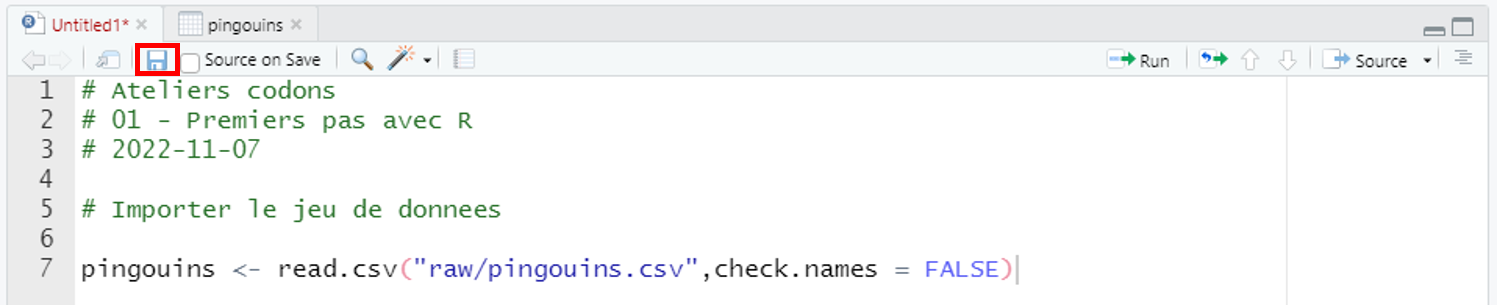 Untitled1* × pingouins ×
Source on Save Run Source
1 # Ateliers codons
2 # 01 - Premiers pas avec R
3 # 2022-11-07
4
5 # Importer le jeu de donnees
6
7 pingouins <- read.csv("raw/pingouins.csv",check.names = FALSE)